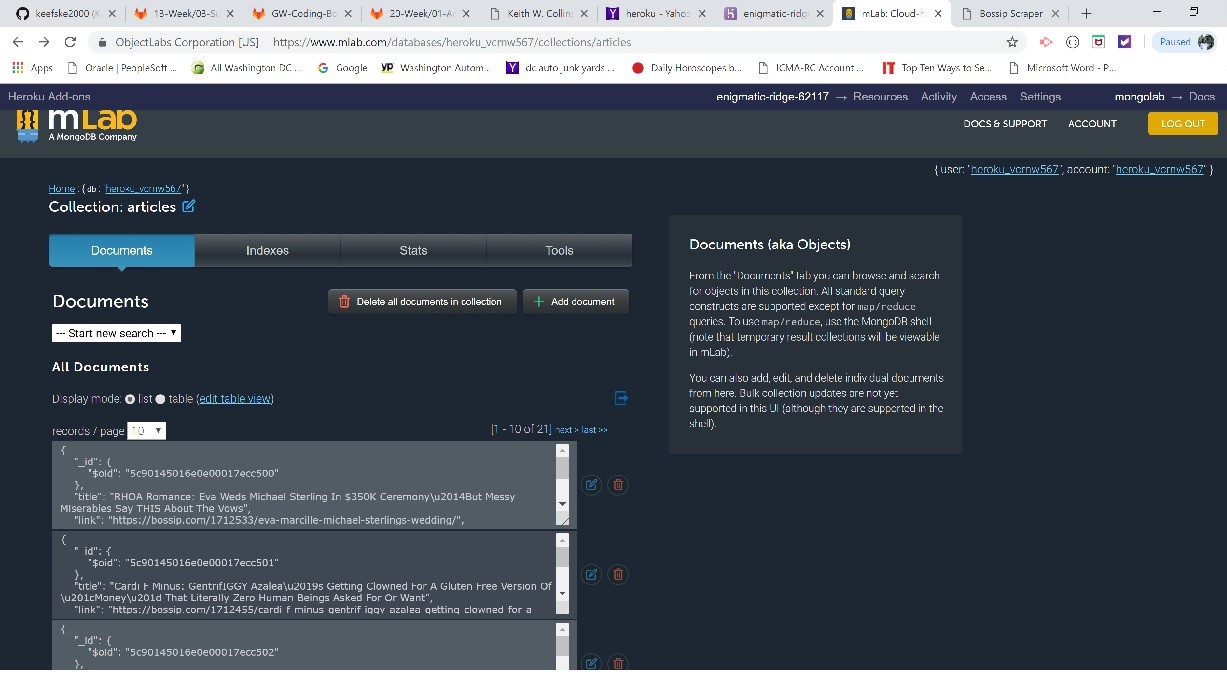 keefske2000 (K
13-Week/03-Su
GW-Coding-Bo
20-Week/01-A
Keith W. Collins
heroku - Yahoo
enigmatic-ridge
mLab: Cloud-h
Bossip Scraper
ObjectLabs Corporation [US] https://www.mlab.com/databases/heroku_vcrnw567/collections/articles
Paused
Apps Oracle | PeopleSoft ... All Washington DC ... Google Washington Autom... dc auto junk yards ... Daily Horoscopes b... ICMA-RC Account ... Top Ten Ways to Se... Microsoft Word - P...
Heroku Add-ons
enigmatic-ridge-62117 → Resources Activity Access Settings mongolab → Docs
mLab
A MongoDB Company
DOCS & SUPPORT ACCOUNT LOG OUT
{ user: "heroku_vcrnw567", account: "heroku_vcrnw567" }
Home : { db : "heroku_vcrnw567" }
Collection: articles
Documents Indexes Stats Tools
Documents
Delete all documents in collection
+ Add document
--- Start new search ---
All Documents
Display mode: list table (edit table view)
records / page 10
[1 - 10 of 21] next > last >>
{
"_id": {
"$oid": "5c90145016e0e00017ecc500"
},
"title": "RHOA Romance: Eva Weds Michael Sterling In $350K Ceremony\u2014But Messy
Miserables Say THIS About The Vows",
"link": "https://bossip.com/1712533/eva-marcille-michael-sterlings-wedding/",
{
"_id": {
"$oid": "5c90145016e0e00017ecc501"
},
"title": "Cardi F Minus: GentrifIGGY Azalea\u2019s Getting Clowned For A Gluten Free Version Of
\u201cMoney\u201d That Literally Zero Human Beings Asked For Or Want",
"link": "https://bossip.com/1712455/cardi-f-minus-gentrif-iggy-azalea-getting-clowned-for-a
{
"_id": {
"$oid": "5c90145016e0e00017ecc502"
},
Documents (aka Objects)
From the "Documents" tab you can browse and search
for objects in this collection. All standard query
constructs are supported except for map/reduce
queries. To use map/reduce, use the MongoDB shell
(note that temporary result collections will be viewable
in mLab).
You can also add, edit, and delete individual documents
from here. Bulk collection updates are not yet
supported in this UI (although they are supported in the
shell).